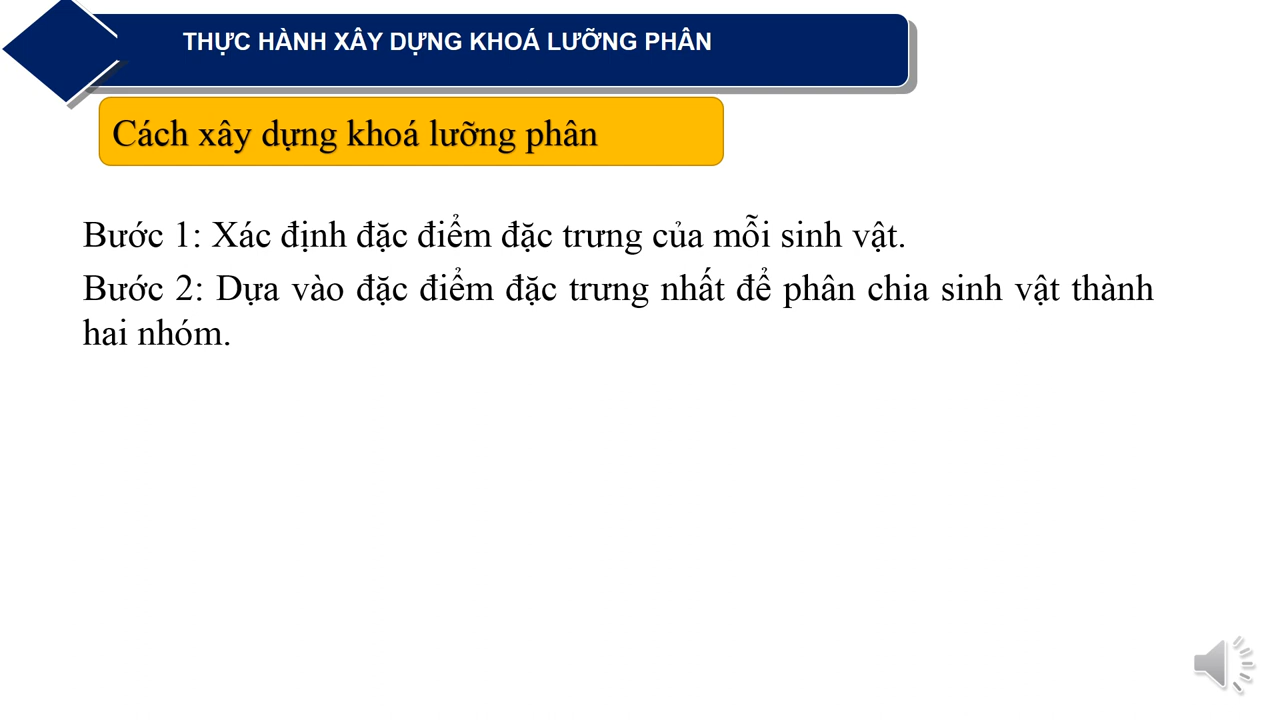 THỰC HÀNH XÂY DỰNG KHOÁ LƯỠNG PHÂN
Cách xây dựng khoá lưỡng phân
Bước 1: Xác định đặc điểm đặc trưng của mỗi sinh vật.
Bước 2: Dựa vào đặc điểm đặc trưng nhất để phân chia sinh vật thành
hai nhóm.